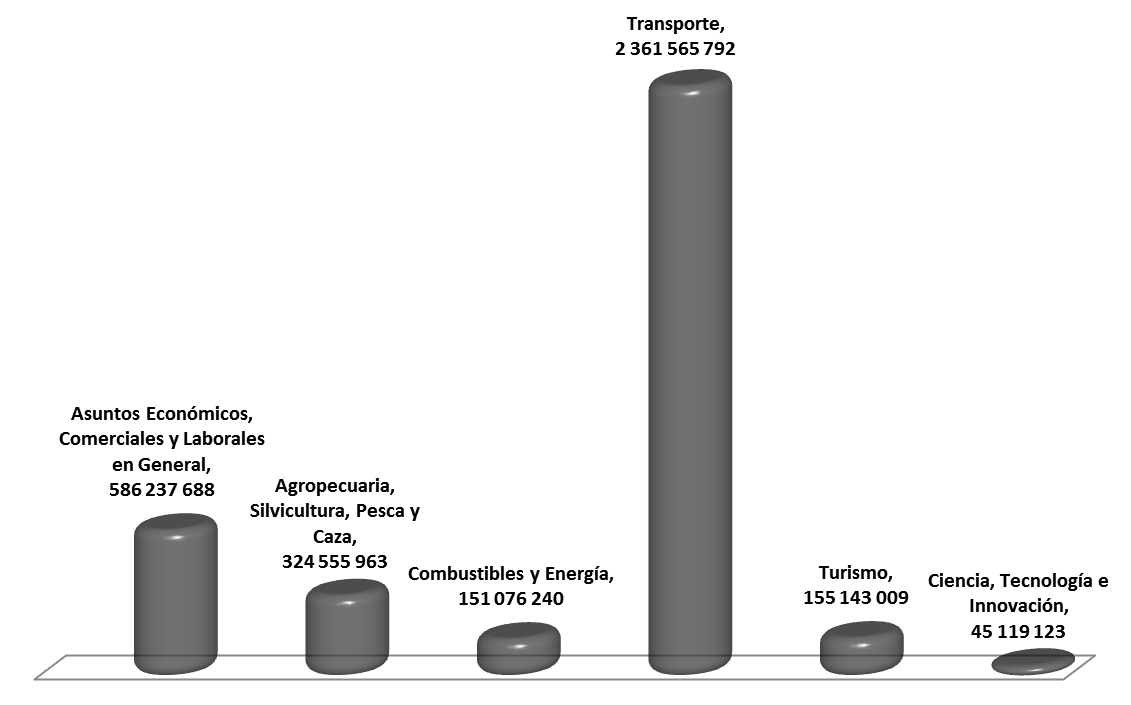 Asuntos Económicos,
Comerciales y Laborales
en General,
586 237 688
Agropecuaria,
Silvicultura, Pesca y
Caza,
324 555 963
Combustibles y Energía,
151 076 240
Transporte,
2 361 565 792
Turismo,
155 143 009
Ciencia, Tecnología e
Innovación,
45 119 123